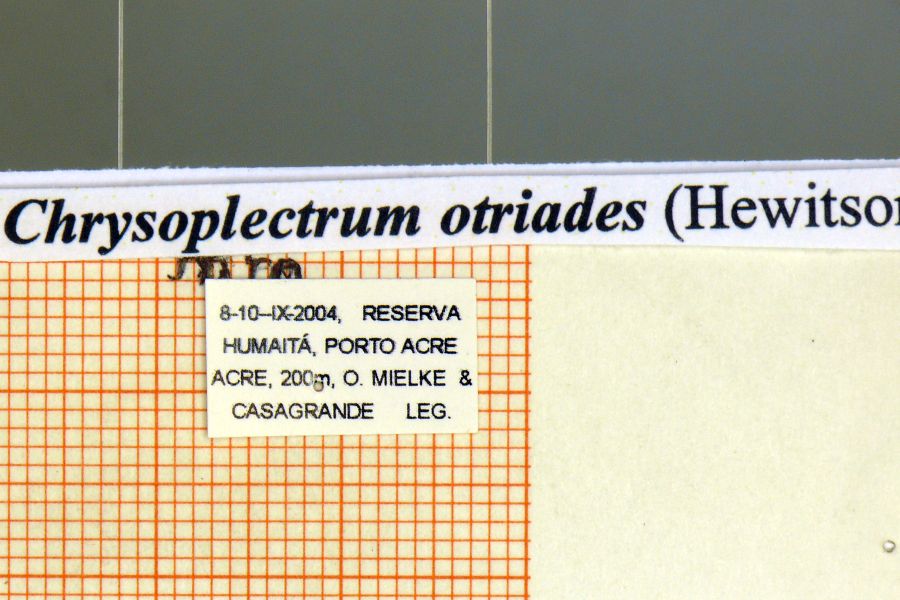 Chrysoplectrum otriades (Hewitson
8-10--IX-2004, RESERVA
HUMAITÁ, PORTO ACRE
ACRE, 200m, O. MIELKE &
CASAGRANDE LEG.